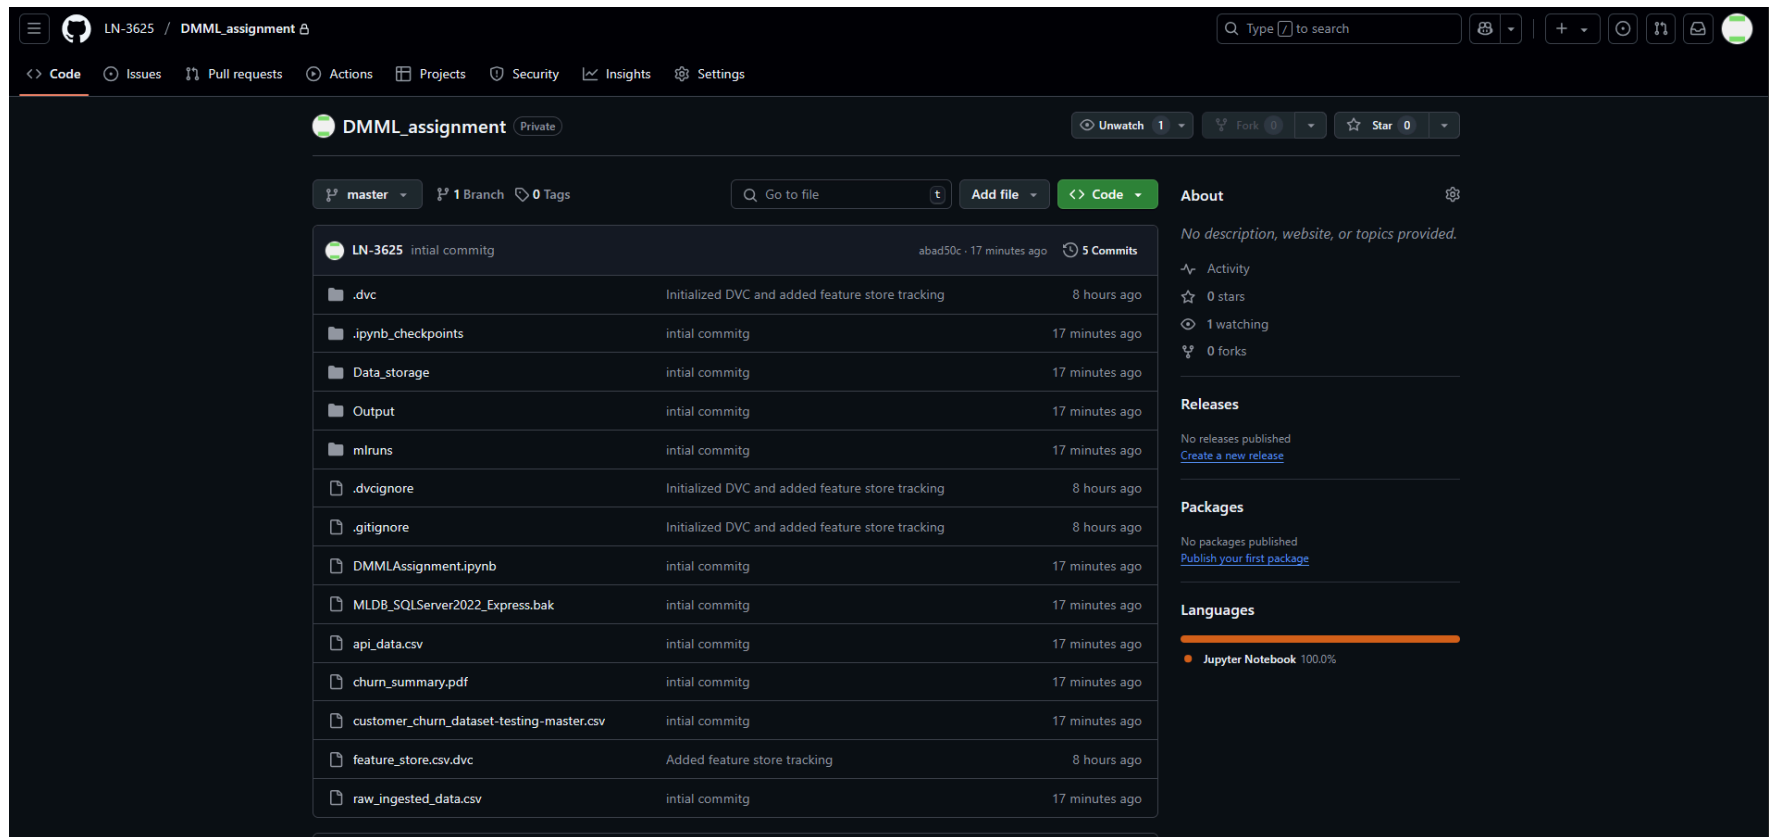 LN-3625 / DMML_assignment
Type / to search
Code Issues Pull requests Actions Projects Security Insights Settings
DMML_assignment Private
Unwatch 1 Fork 0 Star 0
master 1 Branch 0 Tags Go to file t Add file Code
LN-3625 intial commitg abad50c · 17 minutes ago 5 Commits
.dvc Initialized DVC and added feature store tracking 8 hours ago
.ipynb_checkpoints intial commitg 17 minutes ago
Data_storage intial commitg 17 minutes ago
Output intial commitg 17 minutes ago
mlruns intial commitg 17 minutes ago
.dvcignore Initialized DVC and added feature store tracking 8 hours ago
.gitignore Initialized DVC and added feature store tracking 8 hours ago
DMMLAssignment.ipynb intial commitg 17 minutes ago
MLDB_SQLServer2022_Express.bak intial commitg 17 minutes ago
api_data.csv intial commitg 17 minutes ago
churn_summary.pdf intial commitg 17 minutes ago
customer_churn_dataset-testing-master.csv intial commitg 17 minutes ago
feature_store.csv.dvc Added feature store tracking 8 hours ago
raw_ingested_data.csv intial commitg 17 minutes ago
About
No description, website, or topics provided.
Activity
0 stars
1 watching
0 forks
Releases
No releases published
Create a new release
Packages
No packages published
Publish your first package
Languages
Jupyter Notebook 100.0%